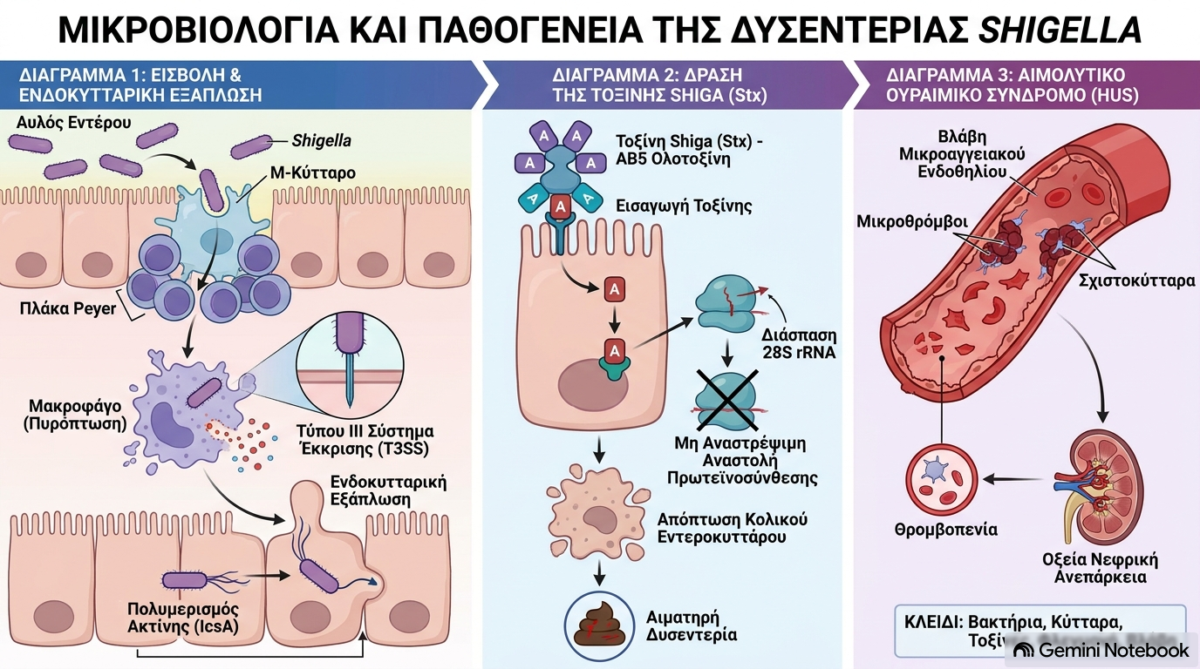 ΜΙΚΡΟΒΙΟΛΟΓΙΑ ΚΑΙ ΠΑΘΟΓΕΝΕΙΑ ΤΗΣ ΔΥΣΕΝΤΕΡΙΑΣ SHIGELLA
ΔΙΑΓΡΑΜΜΑ 1: ΕΙΣΒΟΛΗ &
ΕΝΔΟΚΥΤΤΑΡΙΚΗ ΕΞΑΠΛΩΣΗ
Αυλός Εντέρου
Shigella
Μ-Κύτταρο
Πλάκα Peyer
Μακροφάγο
(Πυρόπτωση)
Τύπου III Σύστημα
Έκκρισης (T3SS)
Ενδοκυτταρική
Εξάπλωση
Πολυμερισμός
Ακτίνης (IcsA)
ΔΙΑΓΡΑΜΜΑ 2: ΔΡΑΣΗ
ΤΗΣ ΤΟΞΙΝΗΣ SHIGA (Stx)
A
A
A
A
A
A
A
Τοξίνη Shiga (Stx) -
AB5 Ολοτοξίνη
Εισαγωγή Τοξίνης
A
A
Διάσπαση
28S rRNA
Μη Αναστρέψιμη
Αναστολή
Πρωτεϊνοσύνθεσης
Απόπτωση Κολικού
Εντεροκυττάρου
Αιματηρή
Δυσεντερία
ΔΙΑΓΡΑΜΜΑ 3: ΑΙΜΟΛΥΤΙΚΟ
ΟΥΡΑΙΜΙΚΟ ΣΥΝΔΡΟΜΟ (HUS)
Βλάβη
Μικροαγγειακού
Ενδοθηλίου
Μικροθρόμβοι
Σχιστοκύτταρα
Θρομβοπενία
Οξεία Νεφρική
Ανεπάρκεια
ΚΛΕΙΔΙ: Βακτήρια, Κύτταρα,
Gemini Notebook